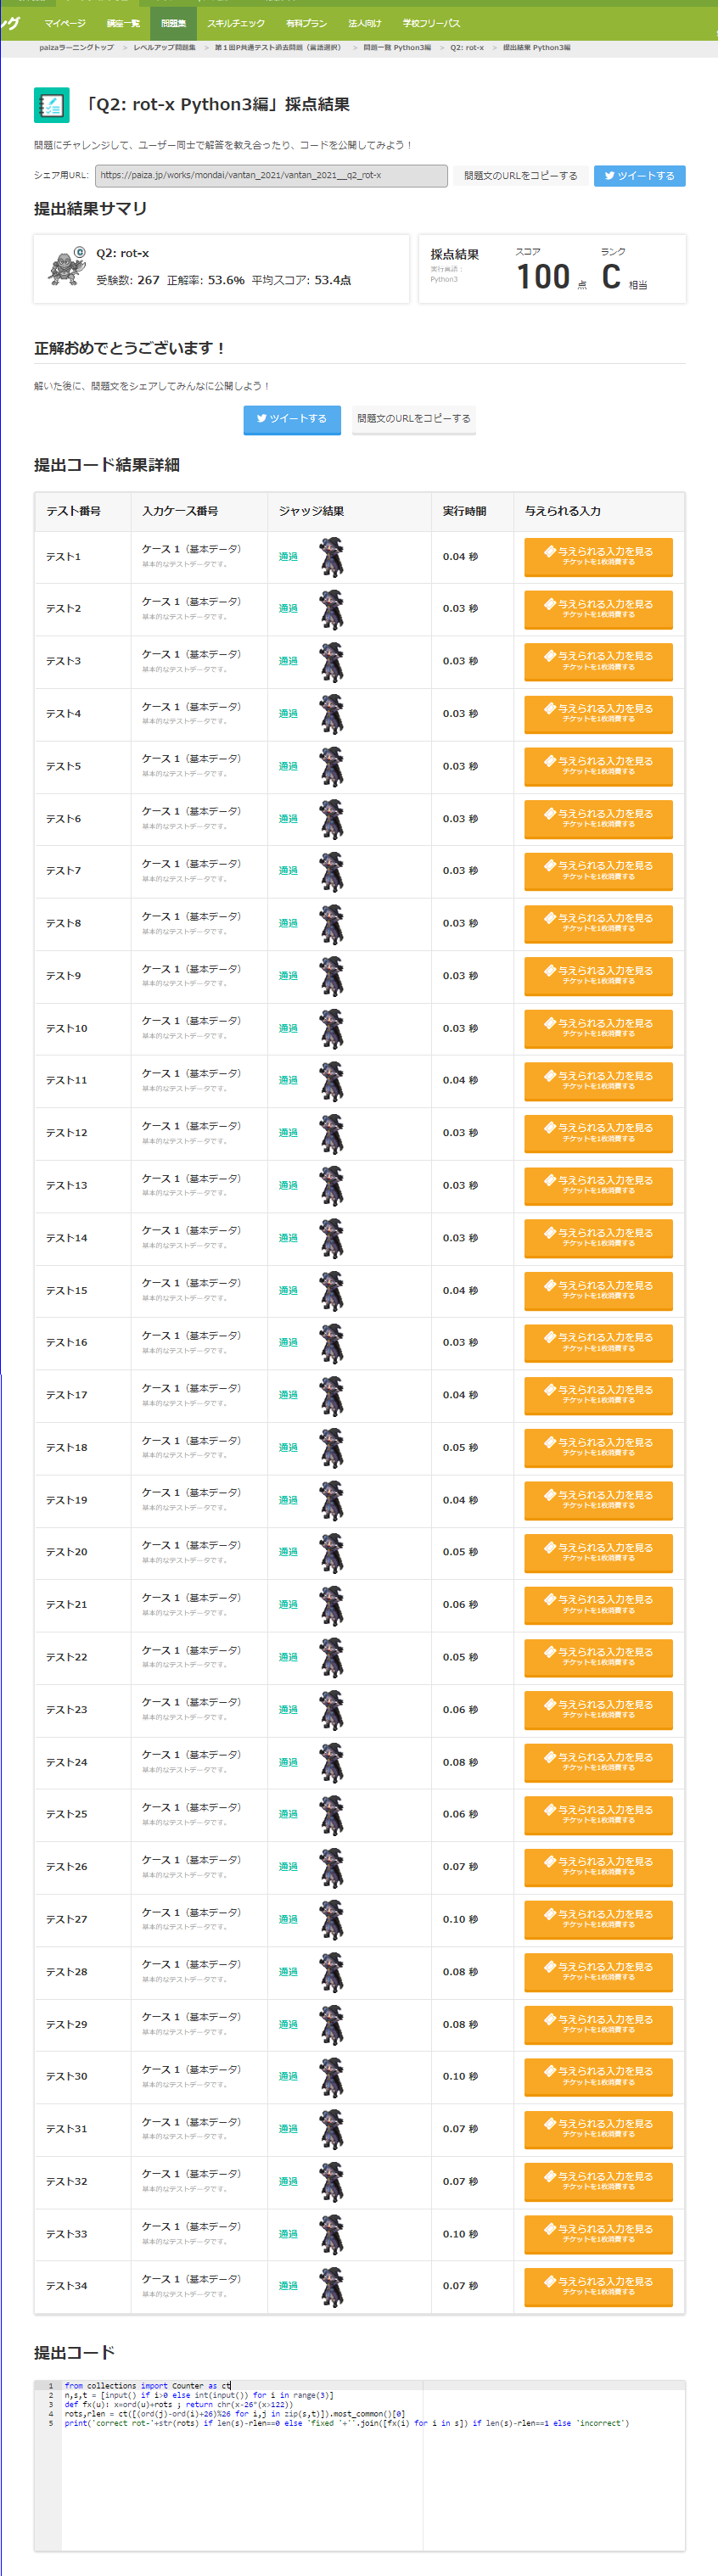 ング マイページ 講座一覧 問題集 スキルチェック 有料プラン 法人向け 学校フリーパス
paizaラーニングトップ > レベルアップ問題集 > 第１回P共通テスト過去問題（言語選択） > 問題一覧 Python3編 > Q2: rot-x > 提出結果 Python3編
「Q2: rot-x Python3編」採点結果
問題にチャレンジして、ユーザー同士で解答を教え合ったり、コードを公開してみよう！
シェア用URL: https://paiza.jp/works/mondai/vantan_2021/vantan_2021__q2_rot-x 問題文のURLをコピーする ツイートする
提出結果サマリ
Q2: rot-x
受験数: 267 正解率: 53.6% 平均スコア: 53.4点
採点結果
実行言語：
Python3
スコア
100 点
ランク
C 相当
正解おめでとうございます！
解いた後に、問題文をシェアしてみんなに公開しよう！
ツイートする 問題文のURLをコピーする
提出コード結果詳細
テスト番号 入力ケース番号 ジャッジ結果 実行時間 与えられる入力
テスト1 ケース 1（基本データ） 通過 0.04 秒 与えられる入力を見る
基本的なテストデータです。 チケットを1枚消費する
テスト2 ケース 1（基本データ） 通過 0.03 秒 与えられる入力を見る
基本的なテストデータです。 チケットを1枚消費する
テスト3 ケース 1（基本データ） 通過 0.03 秒 与えられる入力を見る
基本的なテストデータです。 チケットを1枚消費する
テスト4 ケース 1（基本データ） 通過 0.03 秒 与えられる入力を見る
基本的なテストデータです。 チケットを1枚消費する
テスト5 ケース 1（基本データ） 通過 0.03 秒 与えられる入力を見る
基本的なテストデータです。 チケットを1枚消費する
テスト6 ケース 1（基本データ） 通過 0.03 秒 与えられる入力を見る
基本的なテストデータです。 チケットを1枚消費する
テスト7 ケース 1（基本データ） 通過 0.03 秒 与えられる入力を見る
基本的なテストデータです。 チケットを1枚消費する
テスト8 ケース 1（基本データ） 通過 0.03 秒 与えられる入力を見る
基本的なテストデータです。 チケットを1枚消費する
テスト9 ケース 1（基本データ） 通過 0.03 秒 与えられる入力を見る
基本的なテストデータです。 チケットを1枚消費する
テスト10 ケース 1（基本データ） 通過 0.03 秒 与えられる入力を見る
基本的なテストデータです。 チケットを1枚消費する
テスト11 ケース 1（基本データ） 通過 0.04 秒 与えられる入力を見る
基本的なテストデータです。 チケットを1枚消費する
テスト12 ケース 1（基本データ） 通過 0.03 秒 与えられる入力を見る
基本的なテストデータです。 チケットを1枚消費する
テスト13 ケース 1（基本データ） 通過 0.03 秒 与えられる入力を見る
基本的なテストデータです。 チケットを1枚消費する
テスト14 ケース 1（基本データ） 通過 0.03 秒 与えられる入力を見る
基本的なテストデータです。 チケットを1枚消費する
テスト15 ケース 1（基本データ） 通過 0.04 秒 与えられる入力を見る
基本的なテストデータです。 チケットを1枚消費する
テスト16 ケース 1（基本データ） 通過 0.03 秒 与えられる入力を見る
基本的なテストデータです。 チケットを1枚消費する
テスト17 ケース 1（基本データ） 通過 0.04 秒 与えられる入力を見る
基本的なテストデータです。 チケットを1枚消費する
テスト18 ケース 1（基本データ） 通過 0.05 秒 与えられる入力を見る
基本的なテストデータです。 チケットを1枚消費する
テスト19 ケース 1（基本データ） 通過 0.04 秒 与えられる入力を見る
基本的なテストデータです。 チケットを1枚消費する
テスト20 ケース 1（基本データ） 通過 0.05 秒 与えられる入力を見る
基本的なテストデータです。 チケットを1枚消費する
テスト21 ケース 1（基本データ） 通過 0.06 秒 与えられる入力を見る
基本的なテストデータです。 チケットを1枚消費する
テスト22 ケース 1（基本データ） 通過 0.05 秒 与えられる入力を見る
基本的なテストデータです。 チケットを1枚消費する
テスト23 ケース 1（基本データ） 通過 0.06 秒 与えられる入力を見る
基本的なテストデータです。 チケットを1枚消費する
テスト24 ケース 1（基本データ） 通過 0.08 秒 与えられる入力を見る
基本的なテストデータです。 チケットを1枚消費する
テスト25 ケース 1（基本データ） 通過 0.06 秒 与えられる入力を見る
基本的なテストデータです。 チケットを1枚消費する
テスト26 ケース 1（基本データ） 通過 0.07 秒 与えられる入力を見る
基本的なテストデータです。 チケットを1枚消費する
テスト27 ケース 1（基本データ） 通過 0.10 秒 与えられる入力を見る
基本的なテストデータです。 チケットを1枚消費する
テスト28 ケース 1（基本データ） 通過 0.08 秒 与えられる入力を見る
基本的なテストデータです。 チケットを1枚消費する
テスト29 ケース 1（基本データ） 通過 0.08 秒 与えられる入力を見る
基本的なテストデータです。 チケットを1枚消費する
テスト30 ケース 1（基本データ） 通過 0.10 秒 与えられる入力を見る
基本的なテストデータです。 チケットを1枚消費する
テスト31 ケース 1（基本データ） 通過 0.07 秒 与えられる入力を見る
基本的なテストデータです。 チケットを1枚消費する
テスト32 ケース 1（基本データ） 通過 0.07 秒 与えられる入力を見る
基本的なテストデータです。 チケットを1枚消費する
テスト33 ケース 1（基本データ） 通過 0.10 秒 与えられる入力を見る
基本的なテストデータです。 チケットを1枚消費する
テスト34 ケース 1（基本データ） 通過 0.07 秒 与えられる入力を見る
基本的なテストデータです。 チケットを1枚消費する
提出コード
1 from collections import Counter as ct
2 n,s,t = [input() if i>0 else int(input()) for i in range(3)]
3 def fx(u): x=ord(u)+rots ; return chr(x-26*(x>122))
4 rots,rlen = ct([(ord(j)-ord(i)+26)%26 for i,j in zip(s,t)]).most_common()[0]
5 print('correct rot-'+str(rots) if len(s)-rlen==0 else 'fixed '+''.join([fx(i) for i in s]) if len(s)-rlen==1 else 'incorrect')